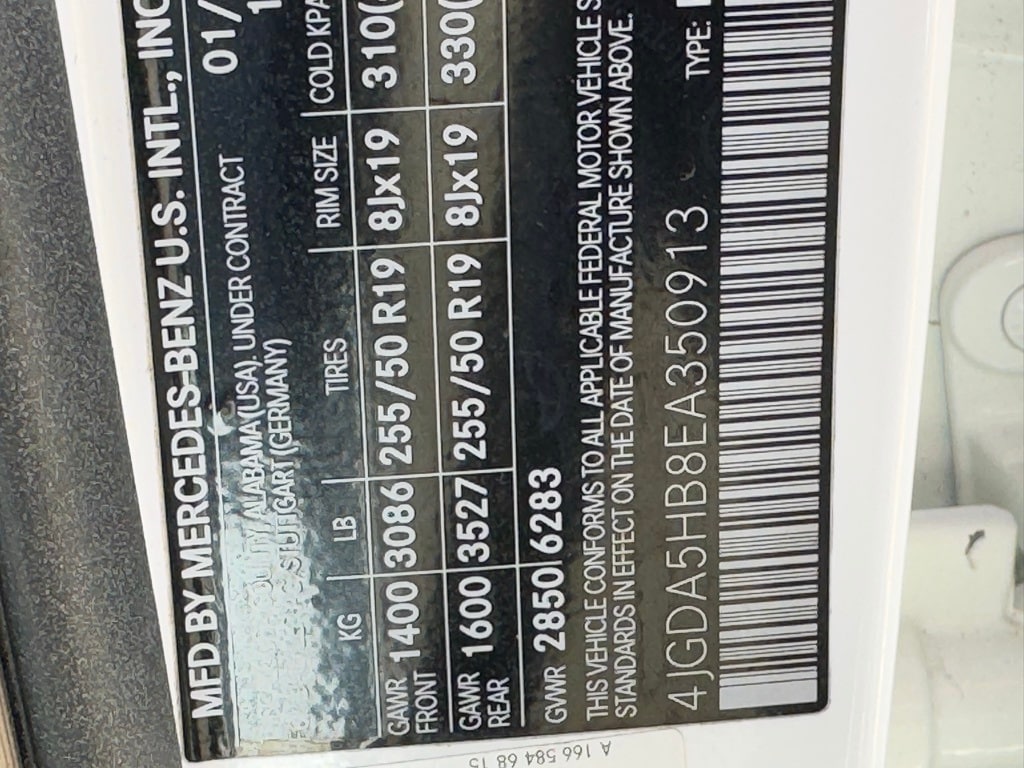 MFD BY MERCEDES-BENZ U.S. INTL., INC
01/
ALABAMA (USA). UNDER CONTRACT
STUTTGART (GERMANY)
KG LB TIRES RIM SIZE COLD KPA
GAWR FRONT 1400 3086 255/50 R19 8Jx19 310(
GAWR REAR 1600 3527 255/50 R19 8Jx19 330(
GVWR 2850 6283
THIS VEHICLE CONFORMS TO ALL APPLICABLE FEDERAL MOTOR VEHICLE S
STANDARDS IN EFFECT ON THE DATE OF MANUFACTURE SHOWN ABOVE.
4JGDA5HB8EA350913 TYPE:
A 166 584 68 15